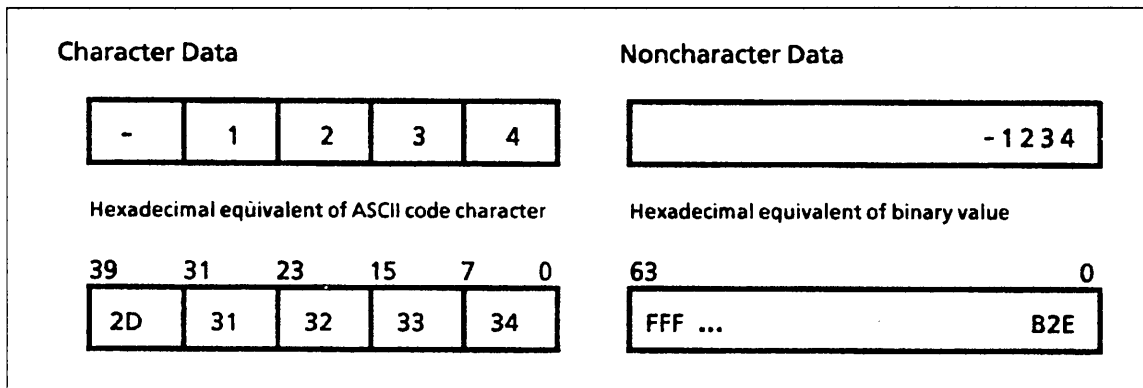 Character Data
- 1 2 3 4
Hexadecimal equivalent of ASCII code character
39 31 23 15 7 0
2D 31 32 33 34
Noncharacter Data
-1234
Hexadecimal equivalent of binary value
63 0
FFF ... B2E